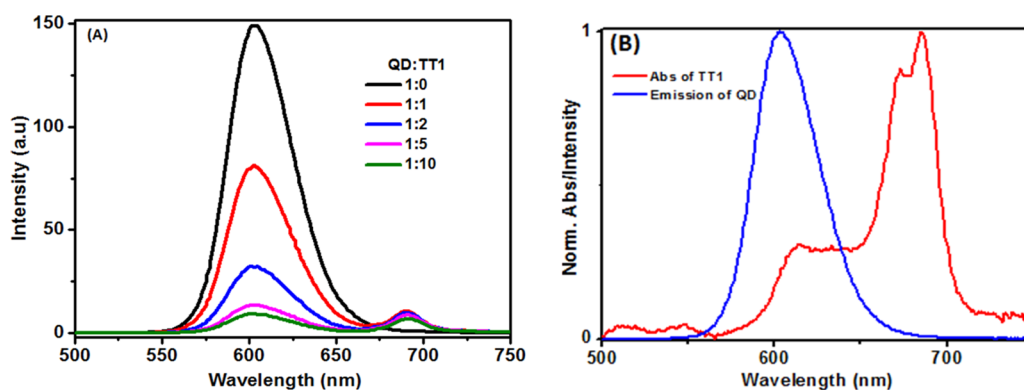 (A)
QD:TT1
1:0
1:1
1:2
1:5
1:10
150
100
50
0
Intensity (a.u)
500 550 600 650 700 750
Wavelength (nm)
(B)
Abs of TT1
Emission of QD
1
0
Norm. Abs/Intensity
500 600 700
Wavelength (nm)